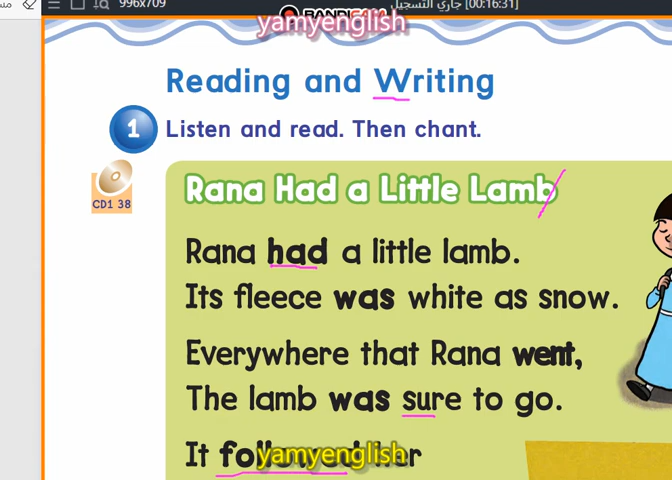 996x709
جاري التسجيل [00:16:31]
yamyenglish
Reading and Writing
1 Listen and read. Then chant.
CD1 38
Rana Had a Little Lamb
Rana had a little lamb.
Its fleece was white as snow.
Everywhere that Rana went,
The lamb was sure to go.
It followed her
yamyenglish